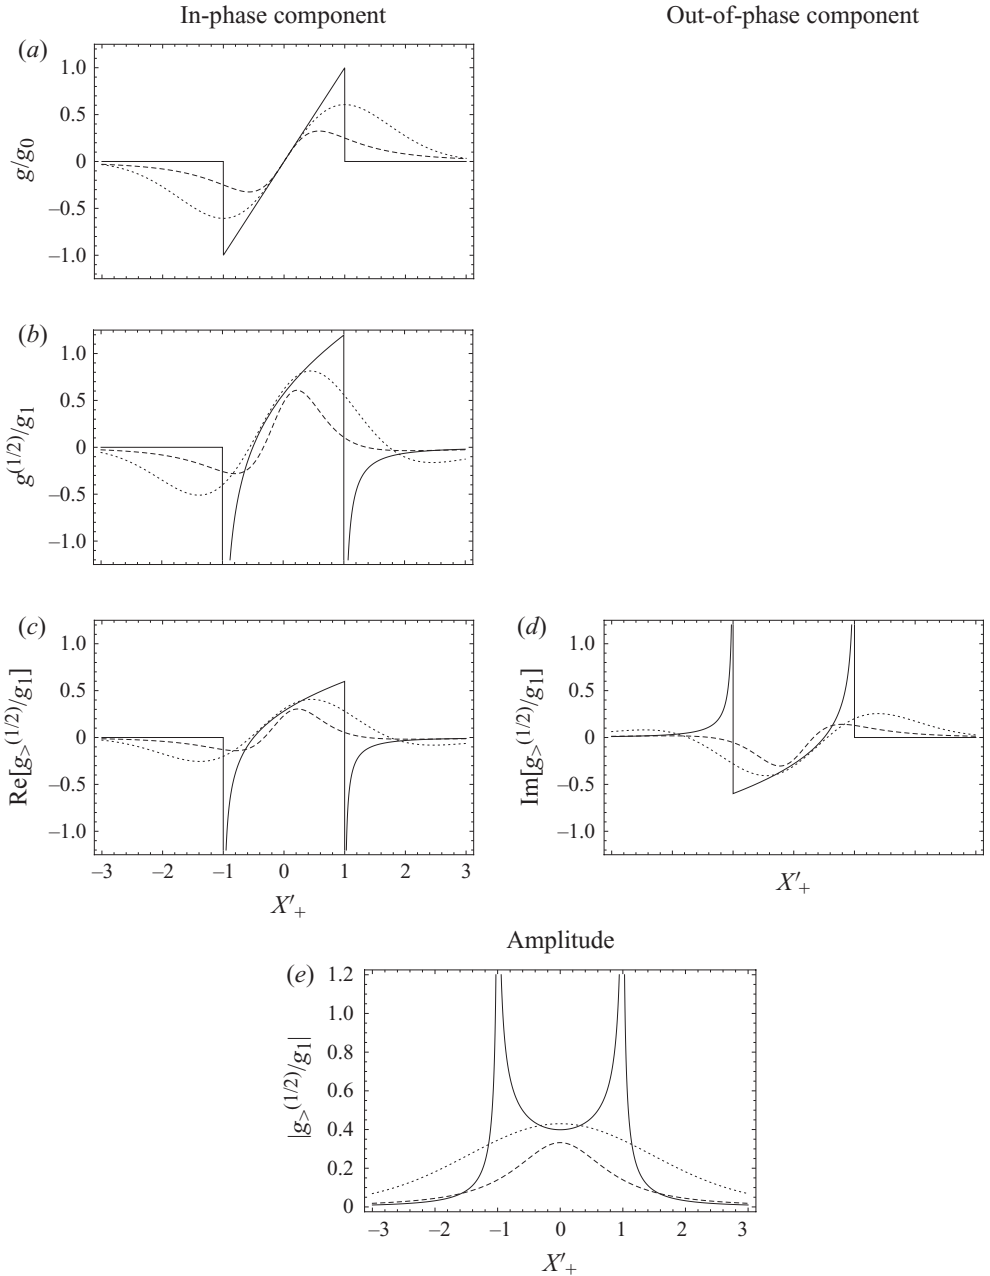 In-phase component
Out-of-phase component
(a)
1.0
0.5
0
−0.5
−1.0
g/g0
(b)
1.0
0.5
0
−0.5
−1.0
g(1/2)/g1
(c)
1.0
0.5
0
−0.5
−1.0
Re[g>(1/2)/g1]
−3 −2 −1 0 1 2 3
X′+
(d)
1.0
0.5
0
−0.5
−1.0
Im[g>(1/2)/g1]
X′+
Amplitude
(e)
1.2
1.0
0.8
0.6
0.4
0.2
0
|g>(1/2)/g1|
−3 −2 −1 0 1 2 3
X′+